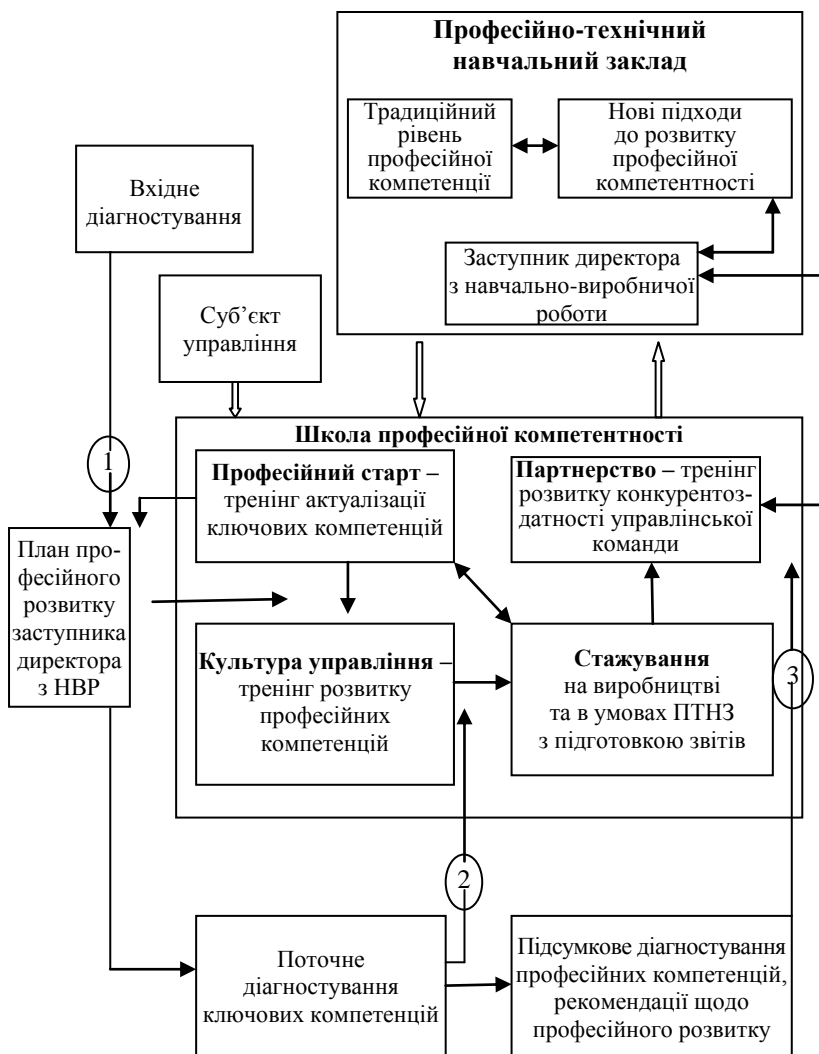 Професійно-технічний
навчальний заклад
Традиційний
рівень
професійної
компетенції
Нові підходи
до розвитку
професійної
компетентності
Вхідне
діагностування
Заступник директора
з навчально-виробничої
роботи
Суб’єкт
управління
Школа професійної компетентності
1
Професійний старт –
тренінг актуалізації
ключових компетенцій
Партнерство – тренінг
розвитку конкурентоз-
датності управлінської
команди
План про-
фесійного
розвитку
заступника
директора
з НВР
Культура управління –
тренінг розвитку
професійних
компетенцій
Стажування
на виробництві
та в умовах ПТНЗ
з підготовкою звітів
3
2
Поточне
діагностування
ключових компетенцій
Підсумкове діагностування
професійних компетенцій,
рекомендації щодо
професійного розвитку